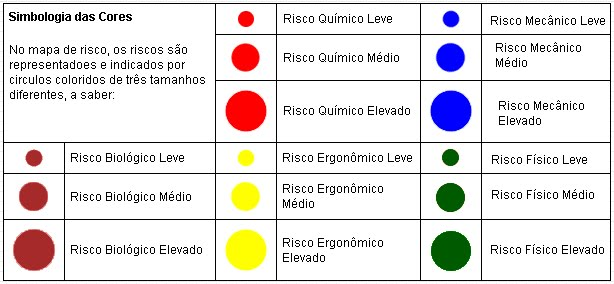 Simbologia das Cores
No mapa de risco, os riscos são
representadoes e indicados por
circulos coloridos de três tamanhos
diferentes, a saber:
Risco Químico Leve
Risco Mecânico Leve
Risco Químico Médio
Risco Mecânico
Médio
Risco Químico Elevado
Risco Mecânico
Elevado
Risco Biológico Leve
Risco Ergonômico Leve
Risco Físico Leve
Risco Biológico Médio
Risco Ergonômico
Médio
Risco Físico Médio
Risco Biológico Elevado
Risco Ergonômico
Elevado
Risco Físico Elevado